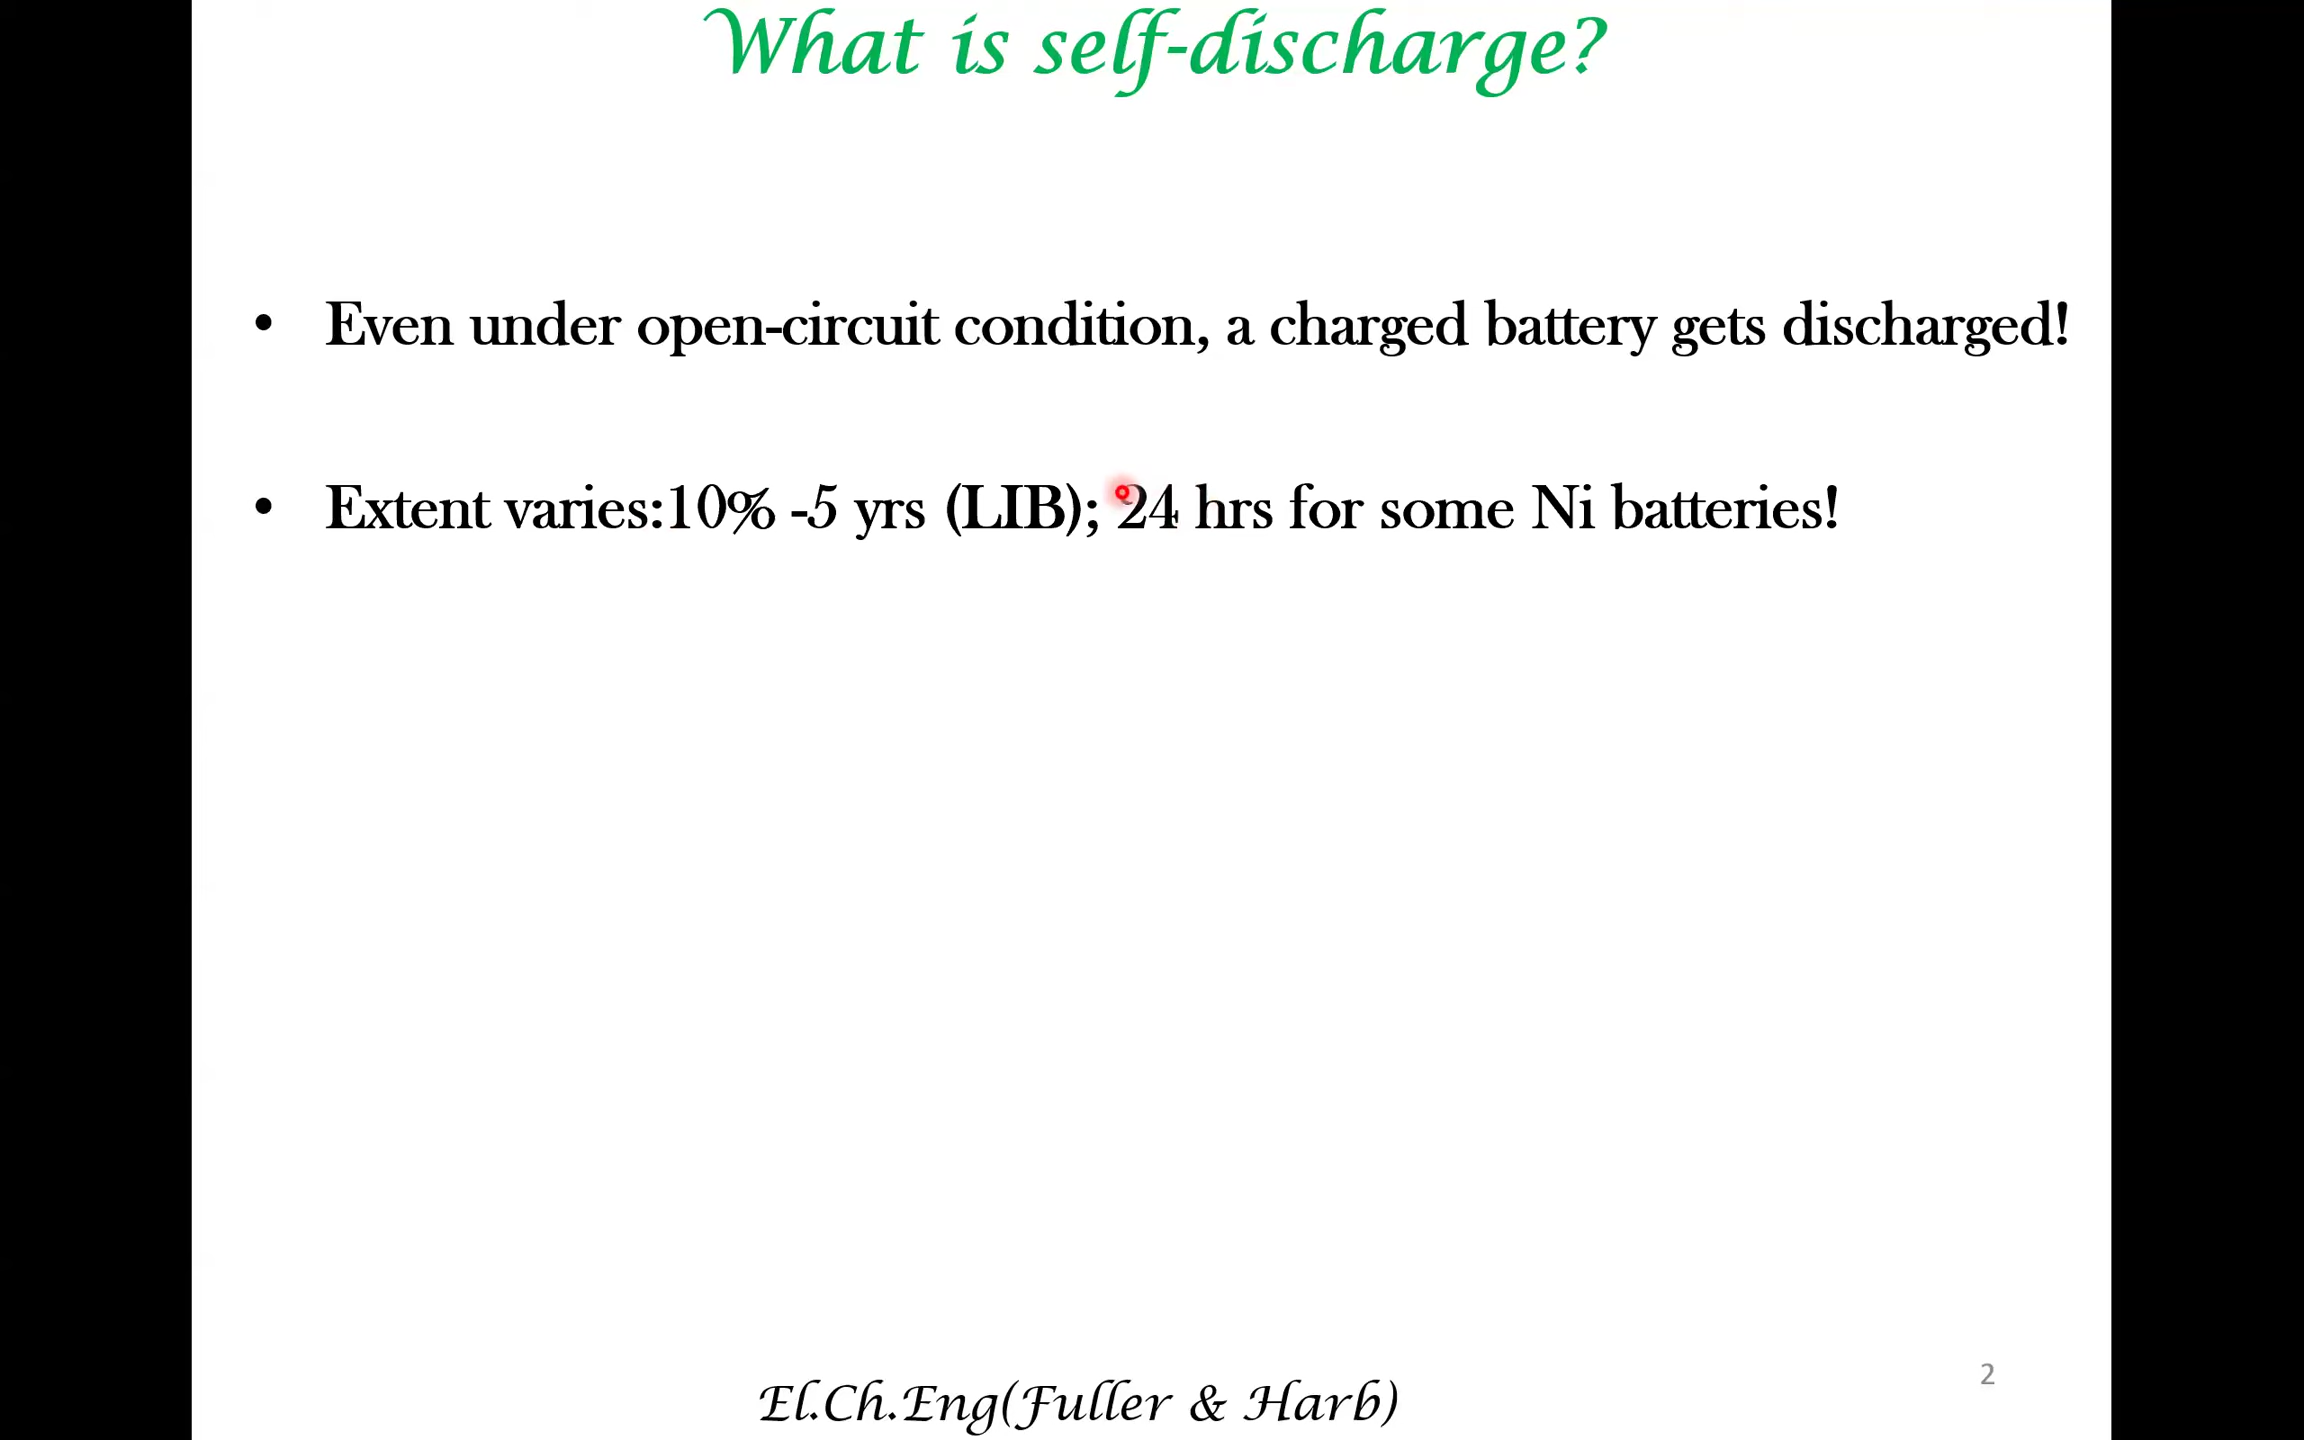 What is self-discharge?
• Even under open-circuit condition, a charged battery gets discharged!
• Extent varies:10% -5 yrs (LIB); 24 hrs for some Ni batteries!
2
El.Ch.Eng(Fuller & Harb)